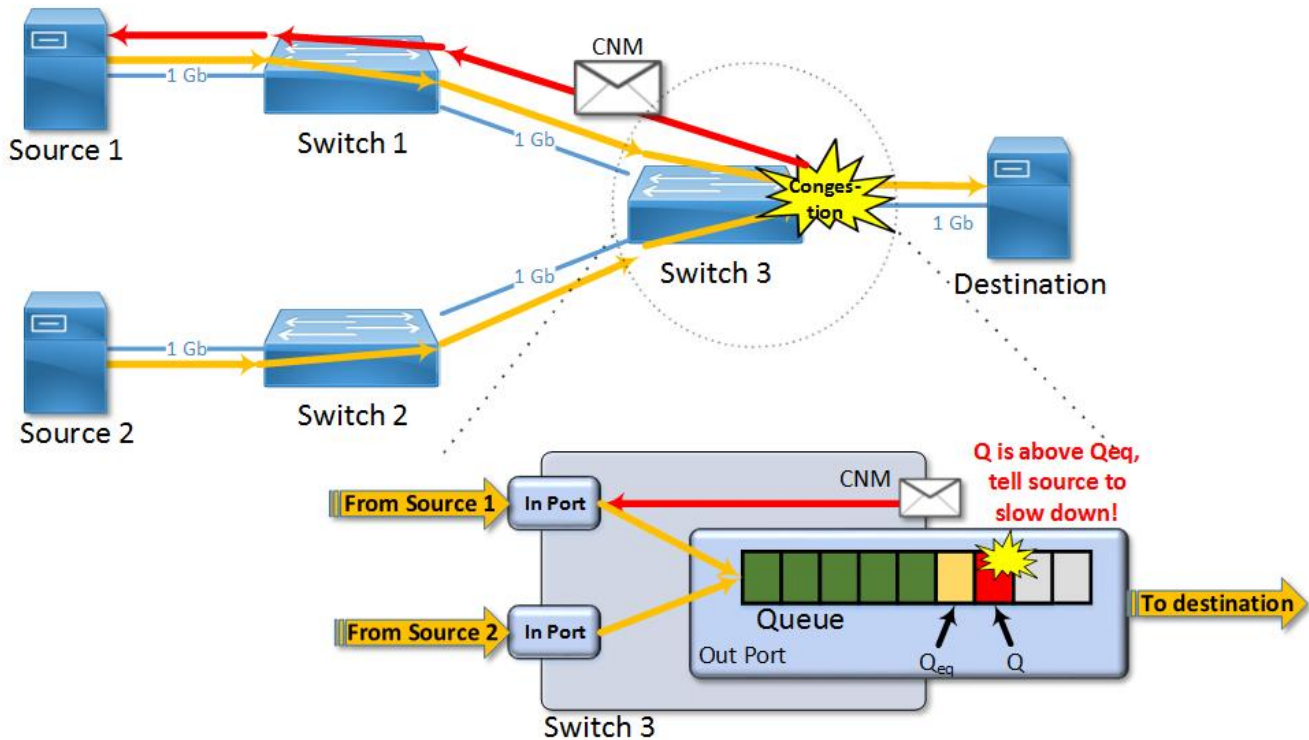 CNM
1 Gb
Source 1
Switch 1
1 Gb
Conges-
tion
1 Gb
Switch 3
Destination
1 Gb
1 Gb
Switch 2
Source 2
Q is above Qeq,
tell source to
slow down!
CNM
From Source 1
In Port
From Source 2
In Port
Queue
Out Port
Qeq
Q
To destination
Switch 3